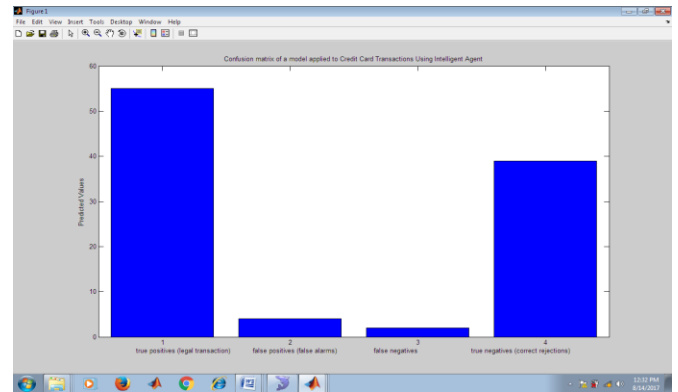 Figure 1
File Edit View Insert Tools Desktop Window Help
Confusion matrix of a model applied to Credit Card Transactions Using Intelligent Agent
60
50
40
30
20
10
0
Predicted Values
1 2 3 4
true positives (legal transaction) false positives (false alarms) false negatives true negatives (correct rejections)
12:32 PM
6/14/2017